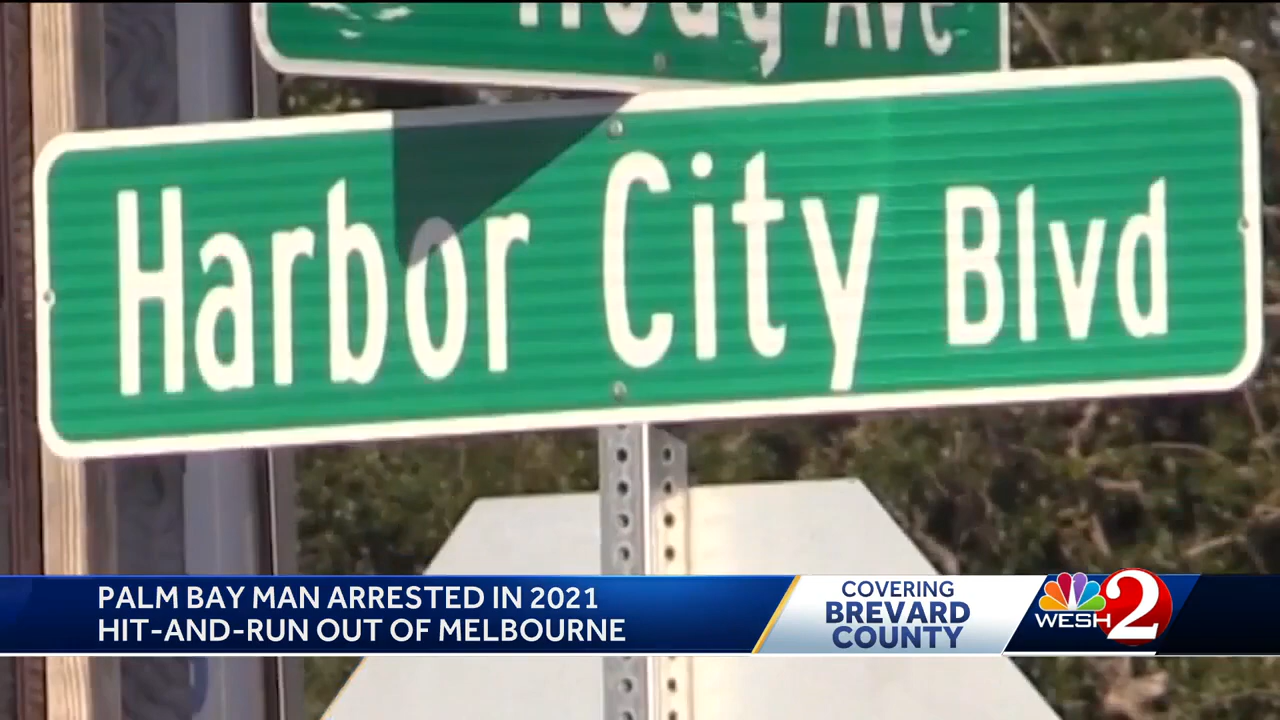 Ave
Harbor City Blvd
PALM BAY MAN ARRESTED IN 2021
HIT-AND-RUN OUT OF MELBOURNE
COVERING
BREVARD
COUNTY
WESH 2